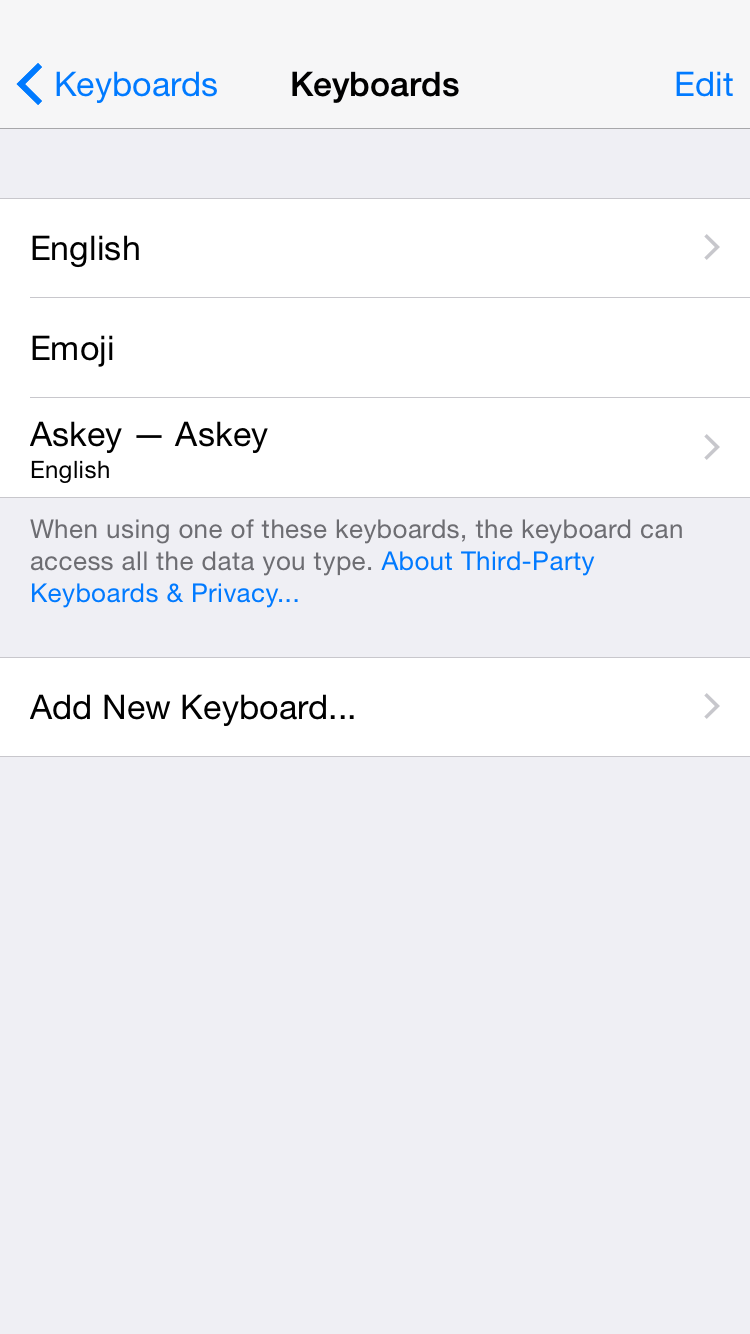 Keyboards Keyboards Edit
English
Emoji
Askey — Askey
English
When using one of these keyboards, the keyboard can
access all the data you type. About Third-Party
Keyboards & Privacy...
Add New Keyboard...